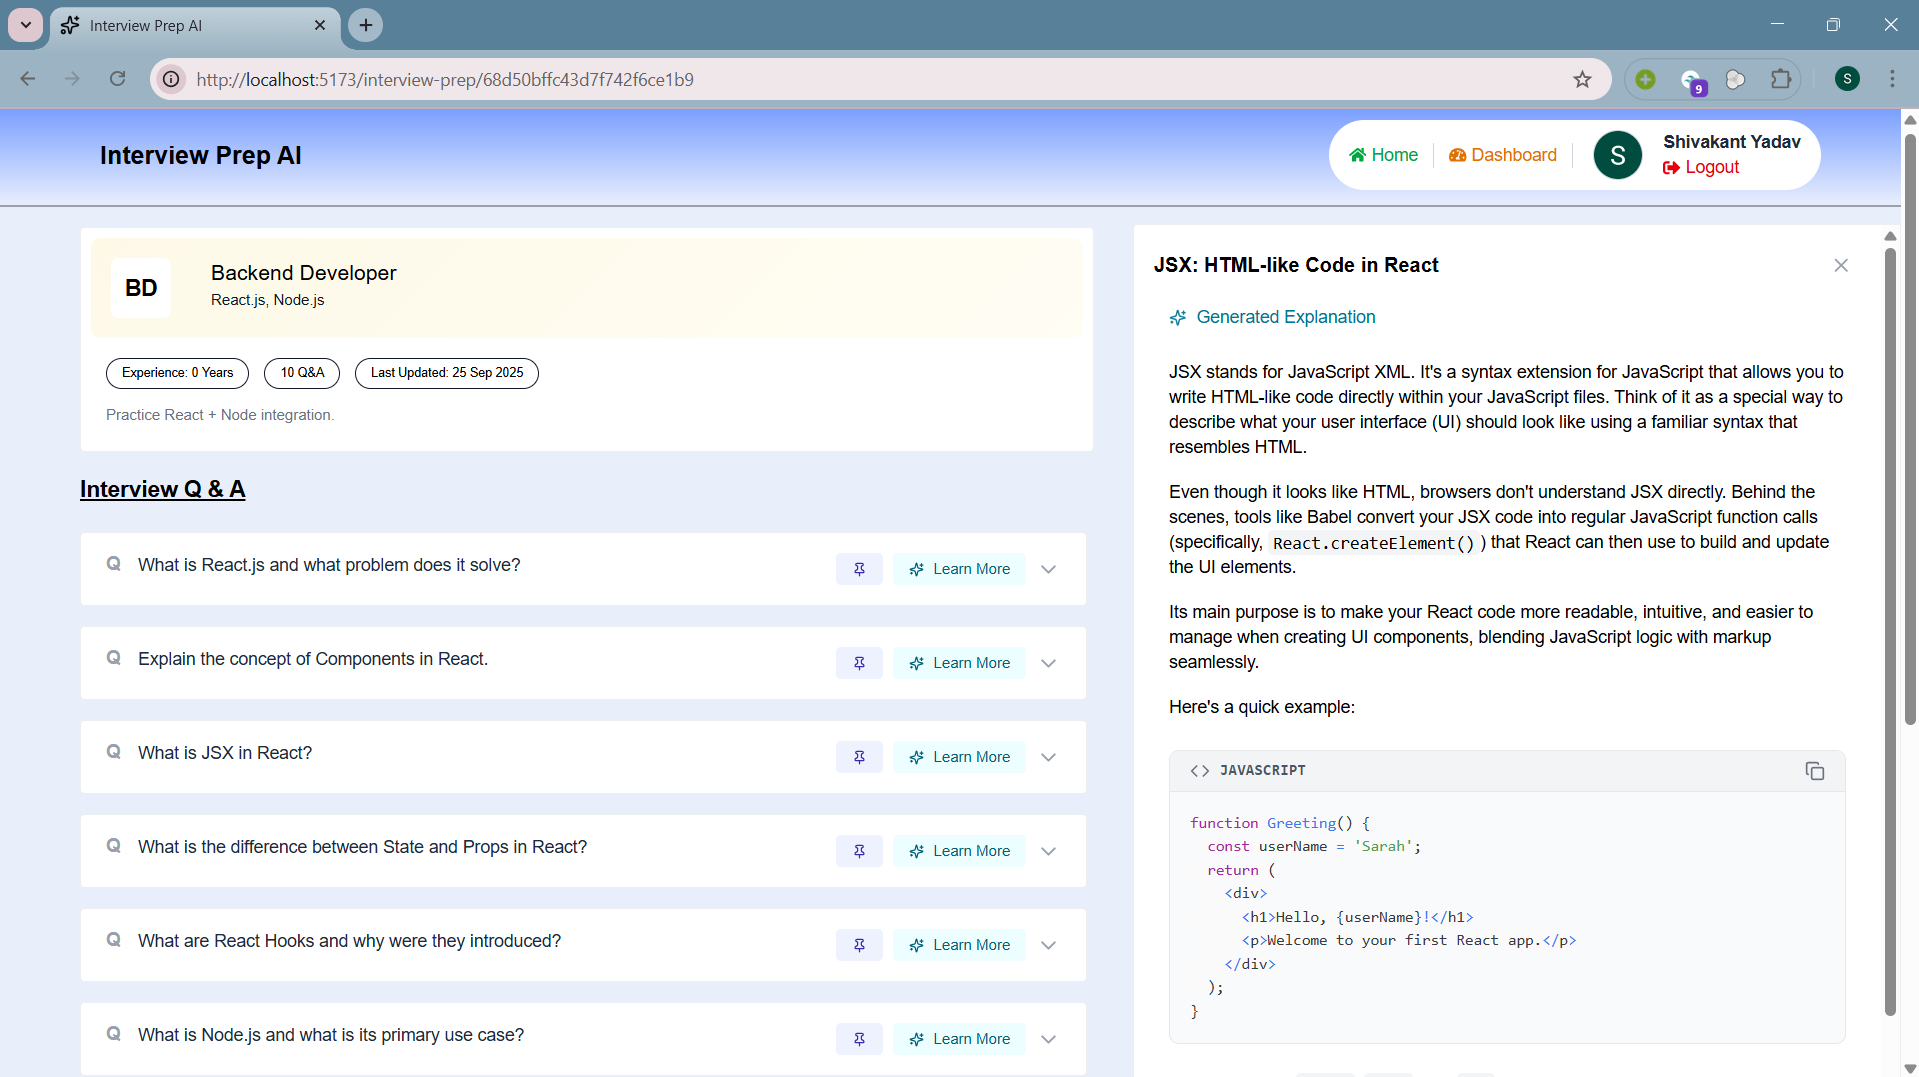 Interview Prep AI
http://localhost:5173/interview-prep/68d50bffc43d7f742f6ce1b9
9
S
Interview Prep AI
Home
Dashboard
S
Shivakant Yadav
Logout
BD
Backend Developer
React.js, Node.js
Experience: 0 Years
10 Q&A
Last Updated: 25 Sep 2025
Practice React + Node integration.
Interview Q & A
Q What is React.js and what problem does it solve?
Learn More
Q Explain the concept of Components in React.
Learn More
Q What is JSX in React?
Learn More
Q What is the difference between State and Props in React?
Learn More
Q What are React Hooks and why were they introduced?
Learn More
Q What is Node.js and what is its primary use case?
Learn More
JSX: HTML-like Code in React
Generated Explanation
JSX stands for JavaScript XML. It's a syntax extension for JavaScript that allows you to
write HTML-like code directly within your JavaScript files. Think of it as a special way to
describe what your user interface (UI) should look like using a familiar syntax that
resembles HTML.
Even though it looks like HTML, browsers don't understand JSX directly. Behind the
scenes, tools like Babel convert your JSX code into regular JavaScript function calls
(specifically, React.createElement() ) that React can then use to build and update
the UI elements.
Its main purpose is to make your React code more readable, intuitive, and easier to
manage when creating UI components, blending JavaScript logic with markup
seamlessly.
Here's a quick example:
<> JAVASCRIPT
function Greeting() {
  const userName = 'Sarah';
  return (
    <div>
      <h1>Hello, {userName}!</h1>
      <p>Welcome to your first React app.</p>
    </div>
  );
}